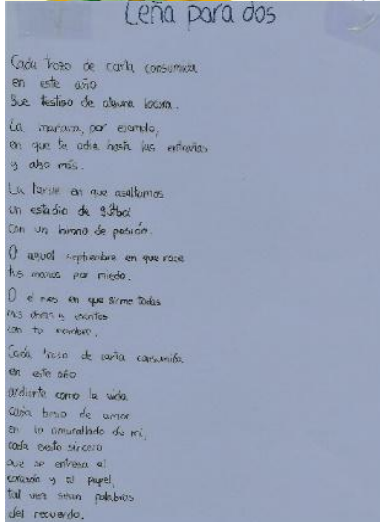 Leña para dos
Cada trozo de carta consumida
en este año
fue testigo de alguna locura.
La mañana, por ejemplo,
en que te odié hasta las entrañas
y algo más.
La tarde en que asaltamos
un estadio de fútbol
con un himno de pasión.
O aquel septiembre en que rocé
tus manos por miedo.
O el mes en que firmé todas
mis obras y escritos
con tu nombre.
Cada trozo de carta consumida
en este año
ardiente como la vida
cada beso de amor
en lo amurallado de mi,
cada sincero
que se entrega al
corazón y al papel,
tal vez sean palabras
del recuerdo.